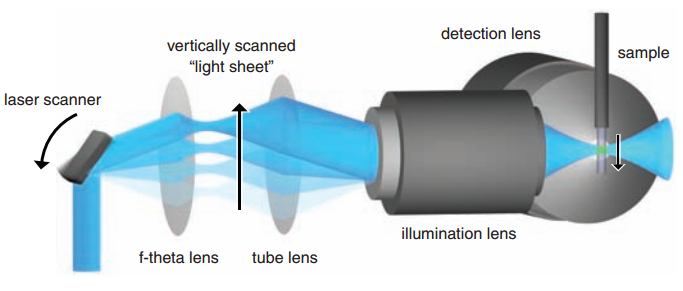 detection lens
vertically scanned
“light sheet”
sample
laser scanner
illumination lens
f-theta lens
tube lens